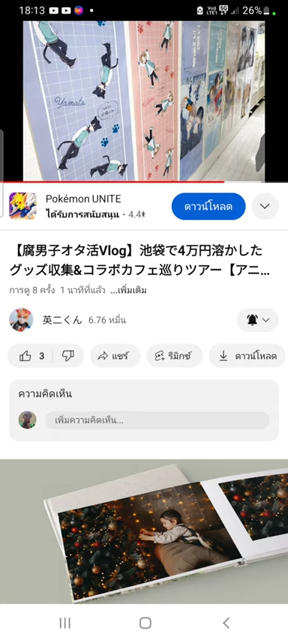 18:13
26%
Yamato
Pokémon UNITE
ได้รับการสนับสนุน · 4.4★
ดาวน์โหลด
【腐男子オタ活Vlog】池袋で4万円溶かした
グッズ収集&コラボカフェ巡りツアー【アニ...
การดู 8 ครั้ง 1 นาทีที่แล้ว ...เพิ่มเติม
英二くん 6.76 หมื่น
3
แชร์
รีมิกซ์
ดาวน์โหลด
ความคิดเห็น
เพิ่มความคิดเห็น...